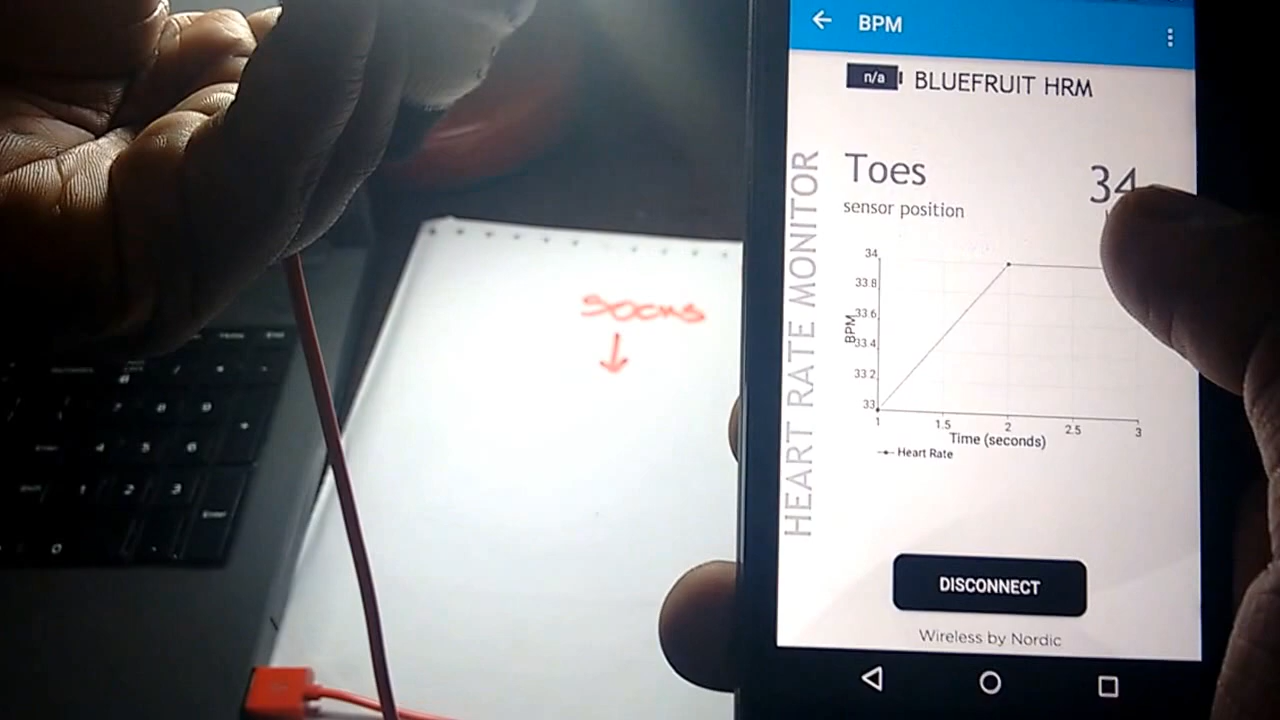 BPM
n/a BLUEFRUIT HRM
Toes
34
sensor position
HEART RATE MONITOR
34
33.8
33.6
33.4
33.2
33
BPM
1 1.5 2 2.5 3
Time (seconds)
Heart Rate
DISCONNECT
Wireless by Nordic